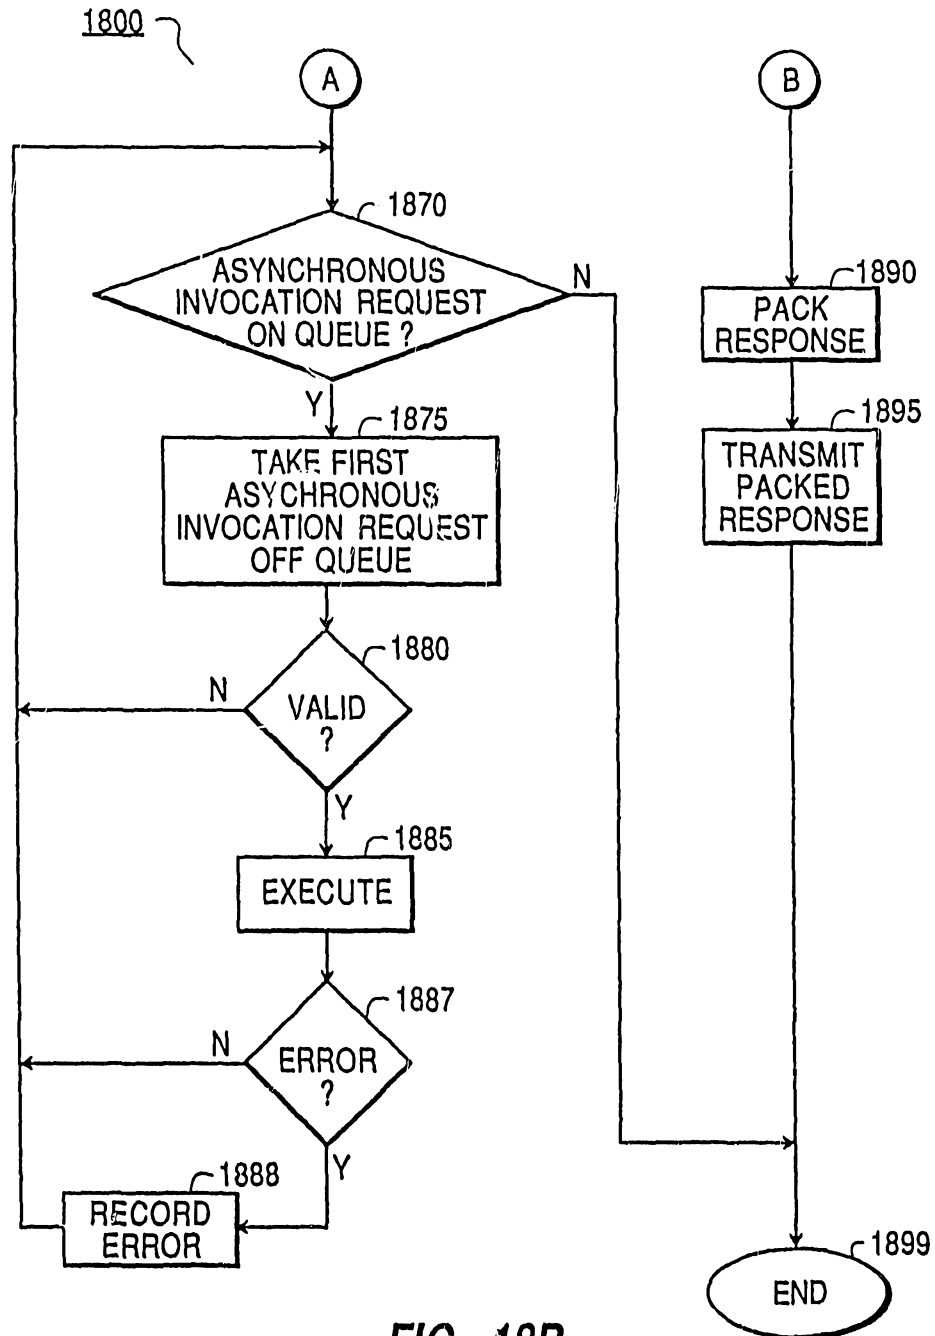 1800
A
B
1870
ASYNCHRONOUS
INVOCATION REQUEST
ON QUEUE ?
N
Y
1890
PACK
RESPONSE
1875
TAKE FIRST
ASYCHRONOUS
INVOCATION REQUEST
OFF QUEUE
1895
TRANSMIT
PACKED
RESPONSE
1880
VALID
?
N
Y
1885
EXECUTE
1887
ERROR
?
N
Y
1888
RECORD
ERROR
1899
END